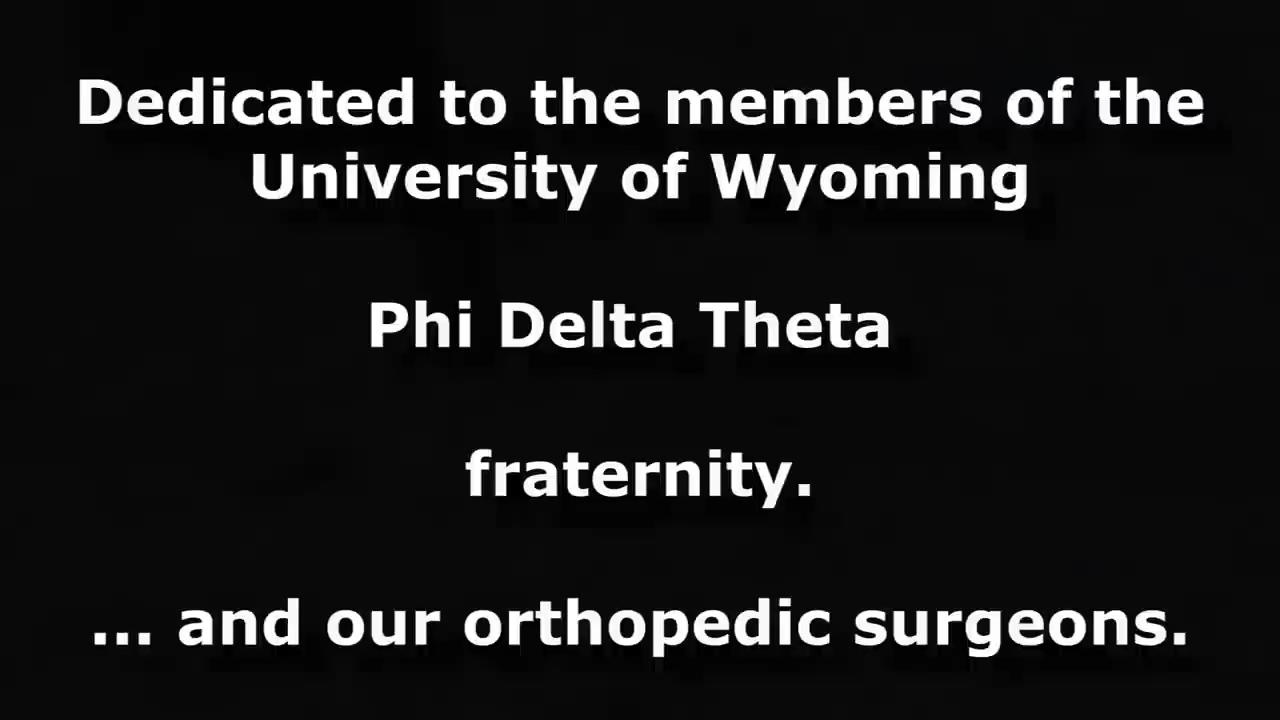 Dedicated to the members of the
University of Wyoming
Phi Delta Theta
fraternity.
... and our orthopedic surgeons.